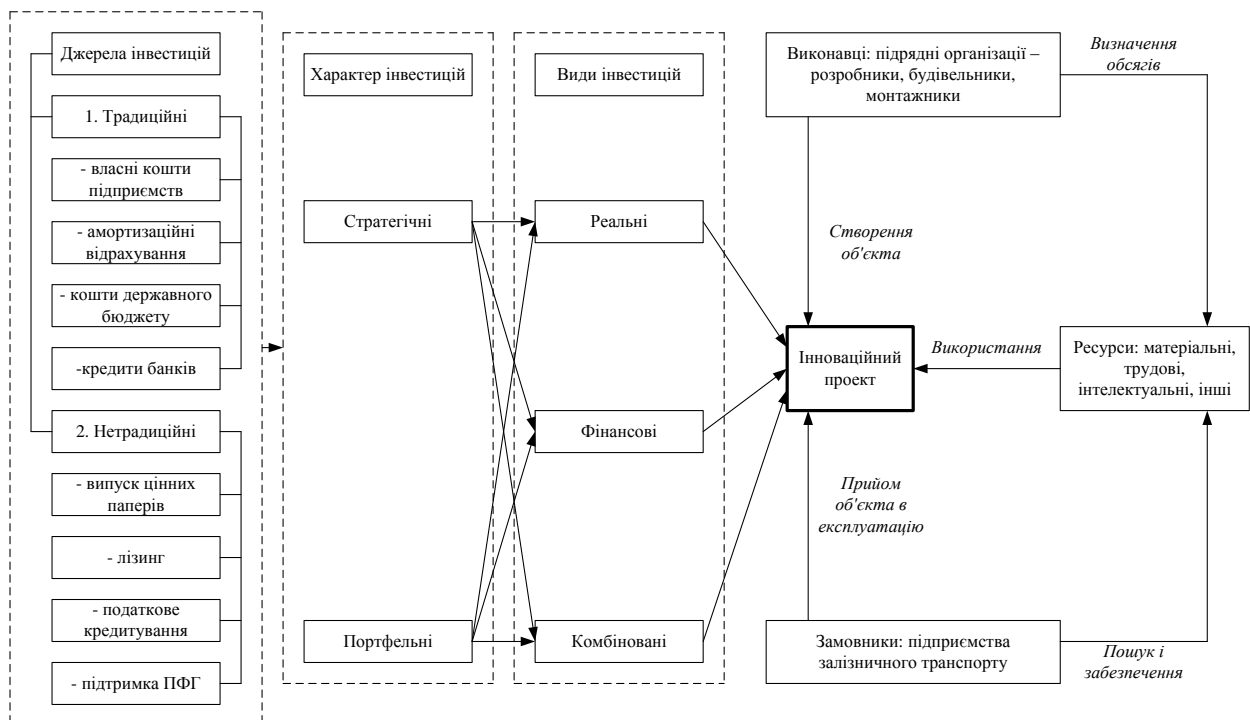 Джерела інвестицій
1. Традиційні
- власні кошти
підприємств
- амортизаційні
відрахування
- кошти державного
бюджету
-кредити банків
2. Нетрадиційні
- випуск цінних
паперів
- лізинг
- податкове
кредитування
- підтримка ПФГ
Характер інвестицій
Стратегічні
Портфельні
Види інвестицій
Реальні
Фінансові
Комбіновані
Виконавці: підрядні організації –
розробники, будівельники,
монтажники
Визначення
обсягів
Створення
об'єкта
Інноваційний
проект
Використання
Ресурси: матеріальні,
трудові,
інтелектуальні, інші
Прийом
об'єкта в
експлуатацію
Замовники: підприємства
залізничного транспорту
Пошук і
забезпечення